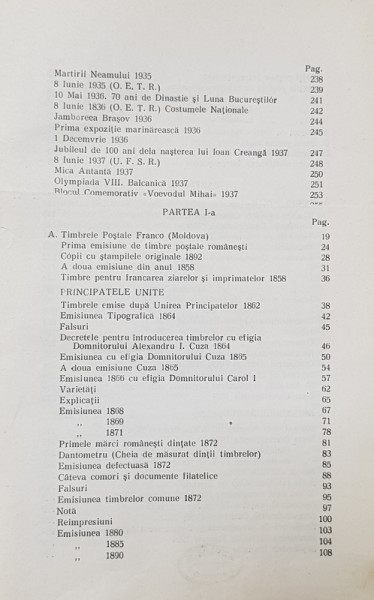 Pag.
Martirii Neamului 1935 238
8 Iunie 1935 (O. E. T. R.) 239
10 Mai 1936. 70 ani de Dinastie și Luna Bucureștilor 241
8 Iunie 1836 (O. E. T. R.) Costumele Naționale 242
Jamboreea Brașov 1936 244
Prima expoziție marinărească 1936 245
1 Decemvrie 1936
Jubileul de 100 ani dela nașterea lui Ioan Creangă 1937 247
8 Iunie 1937 (U. F. S. R.) 248
Mica Antantă 1937 250
Olympiada VIII. Balcanică 1937 251
Blocul Comemorativ «Voevodul Mihai» 1937 253
PARTEA I-a
Pag.
A. Timbrele Poștale Franco (Moldova) 19
Prima emisiune de timbre poștale românești 24
Cópii cu ștampilele originale 1892 28
A doua emisiune din anul 1858 31
Timbre pentru francarea ziarelor și imprimatelor 1858 36
PRINCIPATELE UNITE
Timbrele emise după Unirea Principatelor 1862 38
Emisiunea Tipografică 1864 42
Falsuri 45
Decretele pentru introducerea timbrelor cu efigia
Domnitorului Alexandru I. Cuza 1864 46
Emisiunea cu efigia Domnitorului Cuza 1865 50
A doua emisiune Cuza 1865 54
Emisiunea 1866 cu efigia Domnitorului Carol I 57
Varietăți 62
Explicații 65
Emisiunea 1868 67
„ 1869 71
„ 1871 78
Primele mărci românești dințate 1872 81
Dantometru (Cheia de măsurat dinții timbrelor) 83
Emisiunea defectuasă 1872 85
Câteva comori și documente filatelice 88
Falsuri 93
Emisiunea timbrelor comune 1872 95
Notă 97
Reimpresiuni 100
Emisiunea 1880 103
„ 1885 104
„ 1890 108